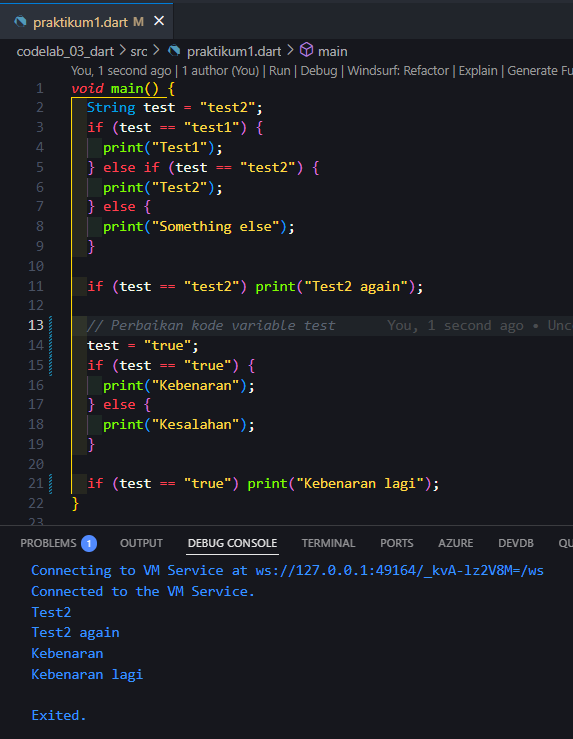 praktikum1.dart M ×
codelab_03_dart > src > praktikum1.dart > main
You, 1 second ago | 1 author (You) | Run | Debug | Windsurf: Refactor | Explain | Generate Fu
1 void main() {
2 String test = "test2";
3 if (test == "test1") {
4 print("Test1");
5 } else if (test == "test2") {
6 print("Test2");
7 } else {
8 print("Something else");
9 }
10
11 if (test == "test2") print("Test2 again");
12
13 // Perbaikan kode variable test You, 1 second ago • Unc
14 test = "true";
15 if (test == "true") {
16 print("Kebenaran");
17 } else {
18 print("Kesalahan");
19 }
20
21 if (test == "true") print("Kebenaran lagi");
22 }
23
PROBLEMS 1 OUTPUT DEBUG CONSOLE TERMINAL PORTS AZURE DEVDB QU
Connecting to VM Service at ws://127.0.0.1:49164/_kvA-lz2V8M=/ws
Connected to the VM Service.
Test2
Test2 again
Kebenaran
Kebenaran lagi
Exited.